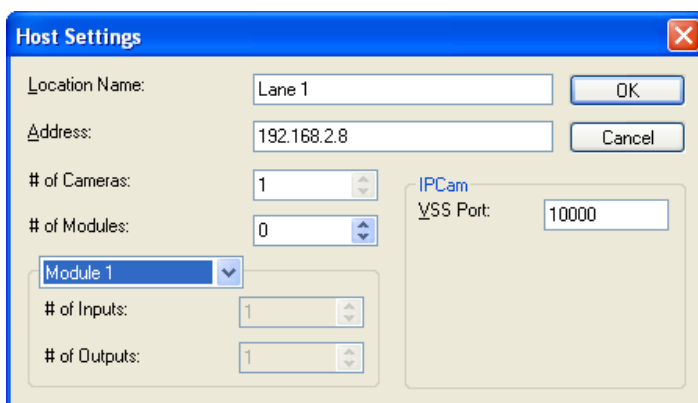 Host Settings
Location Name: Lane 1 OK
Address: 192.168.2.8 Cancel
# of Cameras: 1
# of Modules: 0
IPCam
VSS Port: 10000
Module 1
# of Inputs: 1
# of Outputs: 1